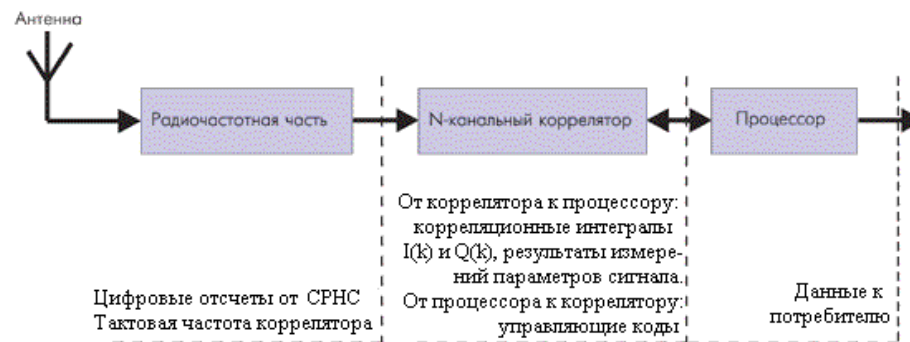 Антенна
Радиочастотная часть
N-канальный коррелятор
Процессор
От коррелятора к процессору:
корреляционные интегралы
I(k) и Q(k), результаты измере-
ний параметров сигнала.
От процессора к коррелятору:
управляющие коды
Цифровые отсчеты от СРНС
Тактовая частота коррелятора
Данные к
потребителю